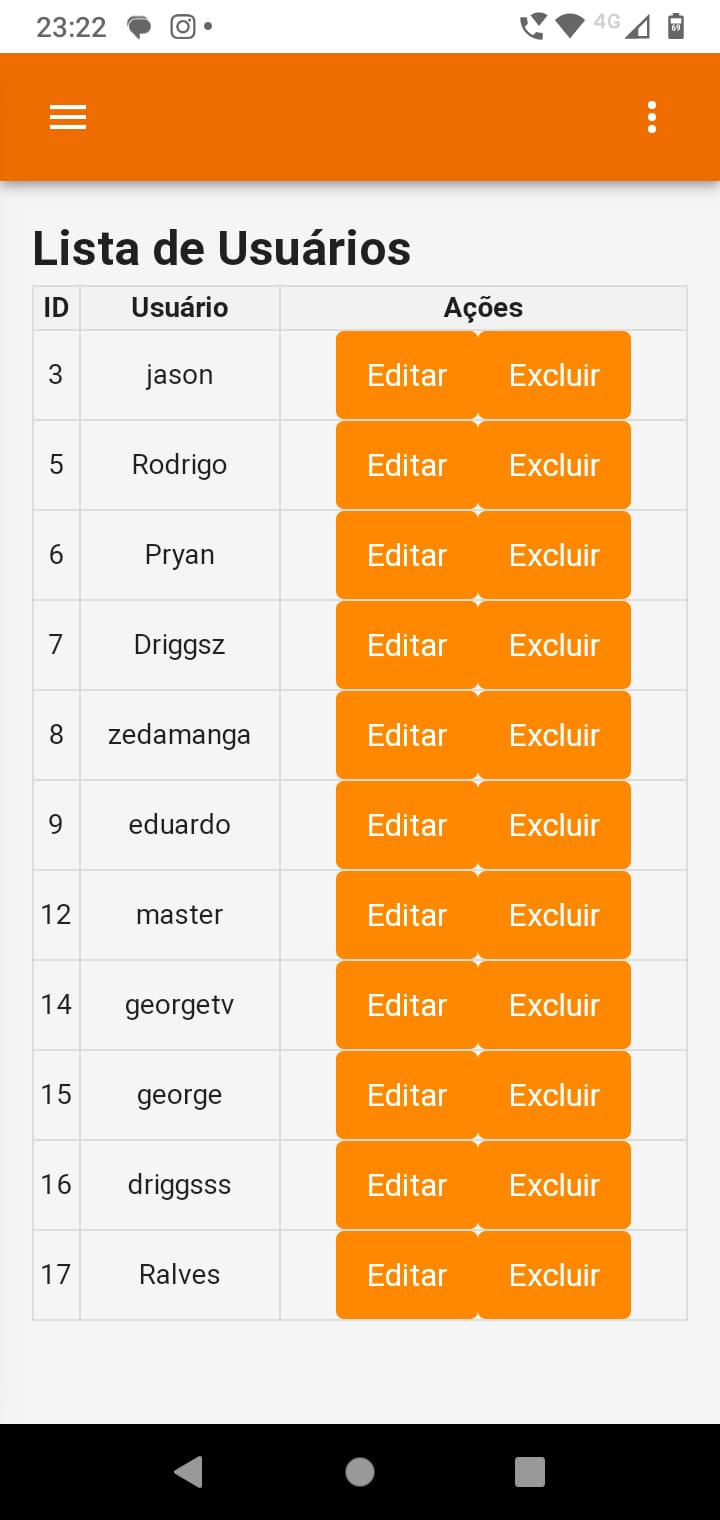 23:22 4G 69
Lista de Usuários
ID Usuário Ações
3 jason Editar Excluir
5 Rodrigo Editar Excluir
6 Pryan Editar Excluir
7 Driggsz Editar Excluir
8 zedamanga Editar Excluir
9 eduardo Editar Excluir
12 master Editar Excluir
14 georgetv Editar Excluir
15 george Editar Excluir
16 driggsss Editar Excluir
17 Ralves Editar Excluir